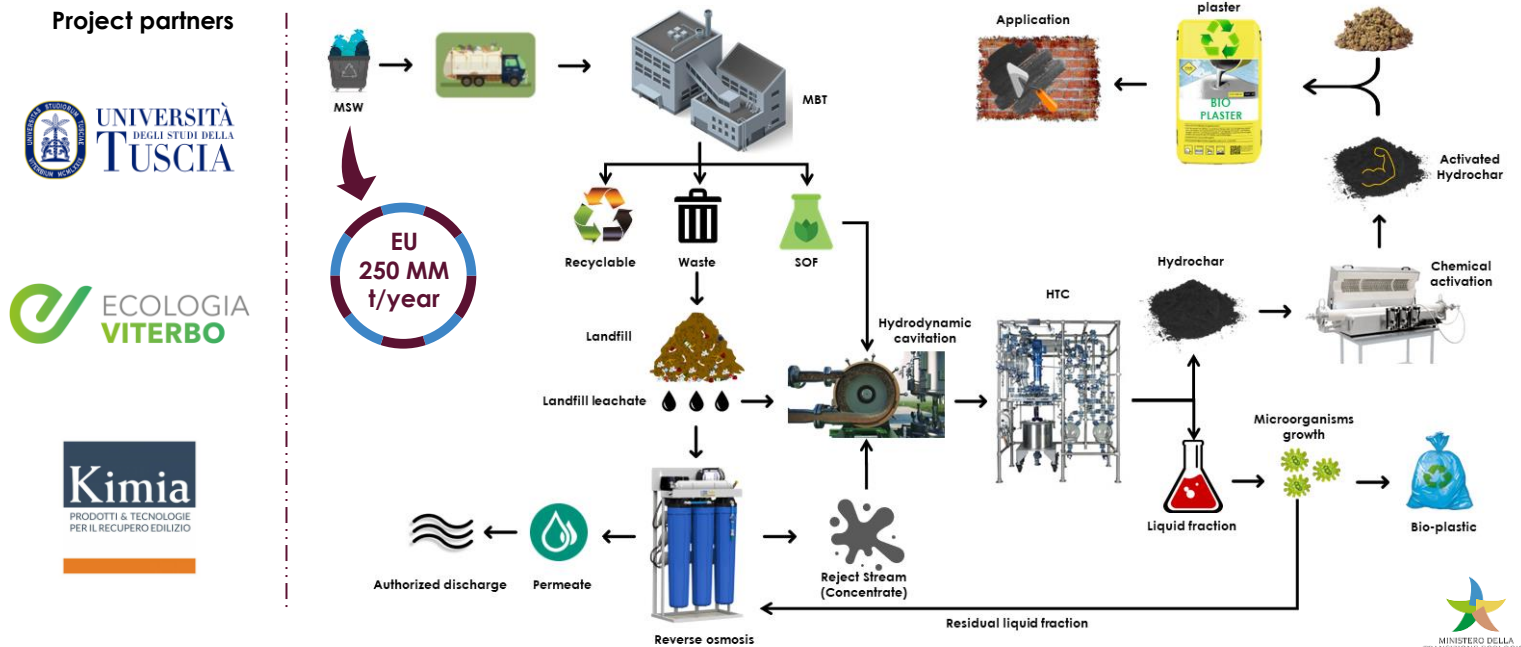 Project partners
UNIVERSITÀ
DEGLI STUDI DELLA
TUSCIA
ECOLOGIA
VITERBO
Kimia
PRODOTTI & TECNOLOGIE
PER IL RECUPERO EDILIZIO
MSW
MBT
EU
250 MM
t/year
Recyclable
Waste
SOF
Landfill
Landfill leachate
Hydrodynamic
cavitation
HTC
Authorized discharge
Permeate
Reverse osmosis
Reject Stream
(Concentrate)
Residual liquid fraction
Application
plaster
BIO
PLASTER
Activated
Hydrochar
Chemical
activation
Hydrochar
Microorganisms
growth
Liquid fraction
Bio-plastic
MINISTERO DELLA